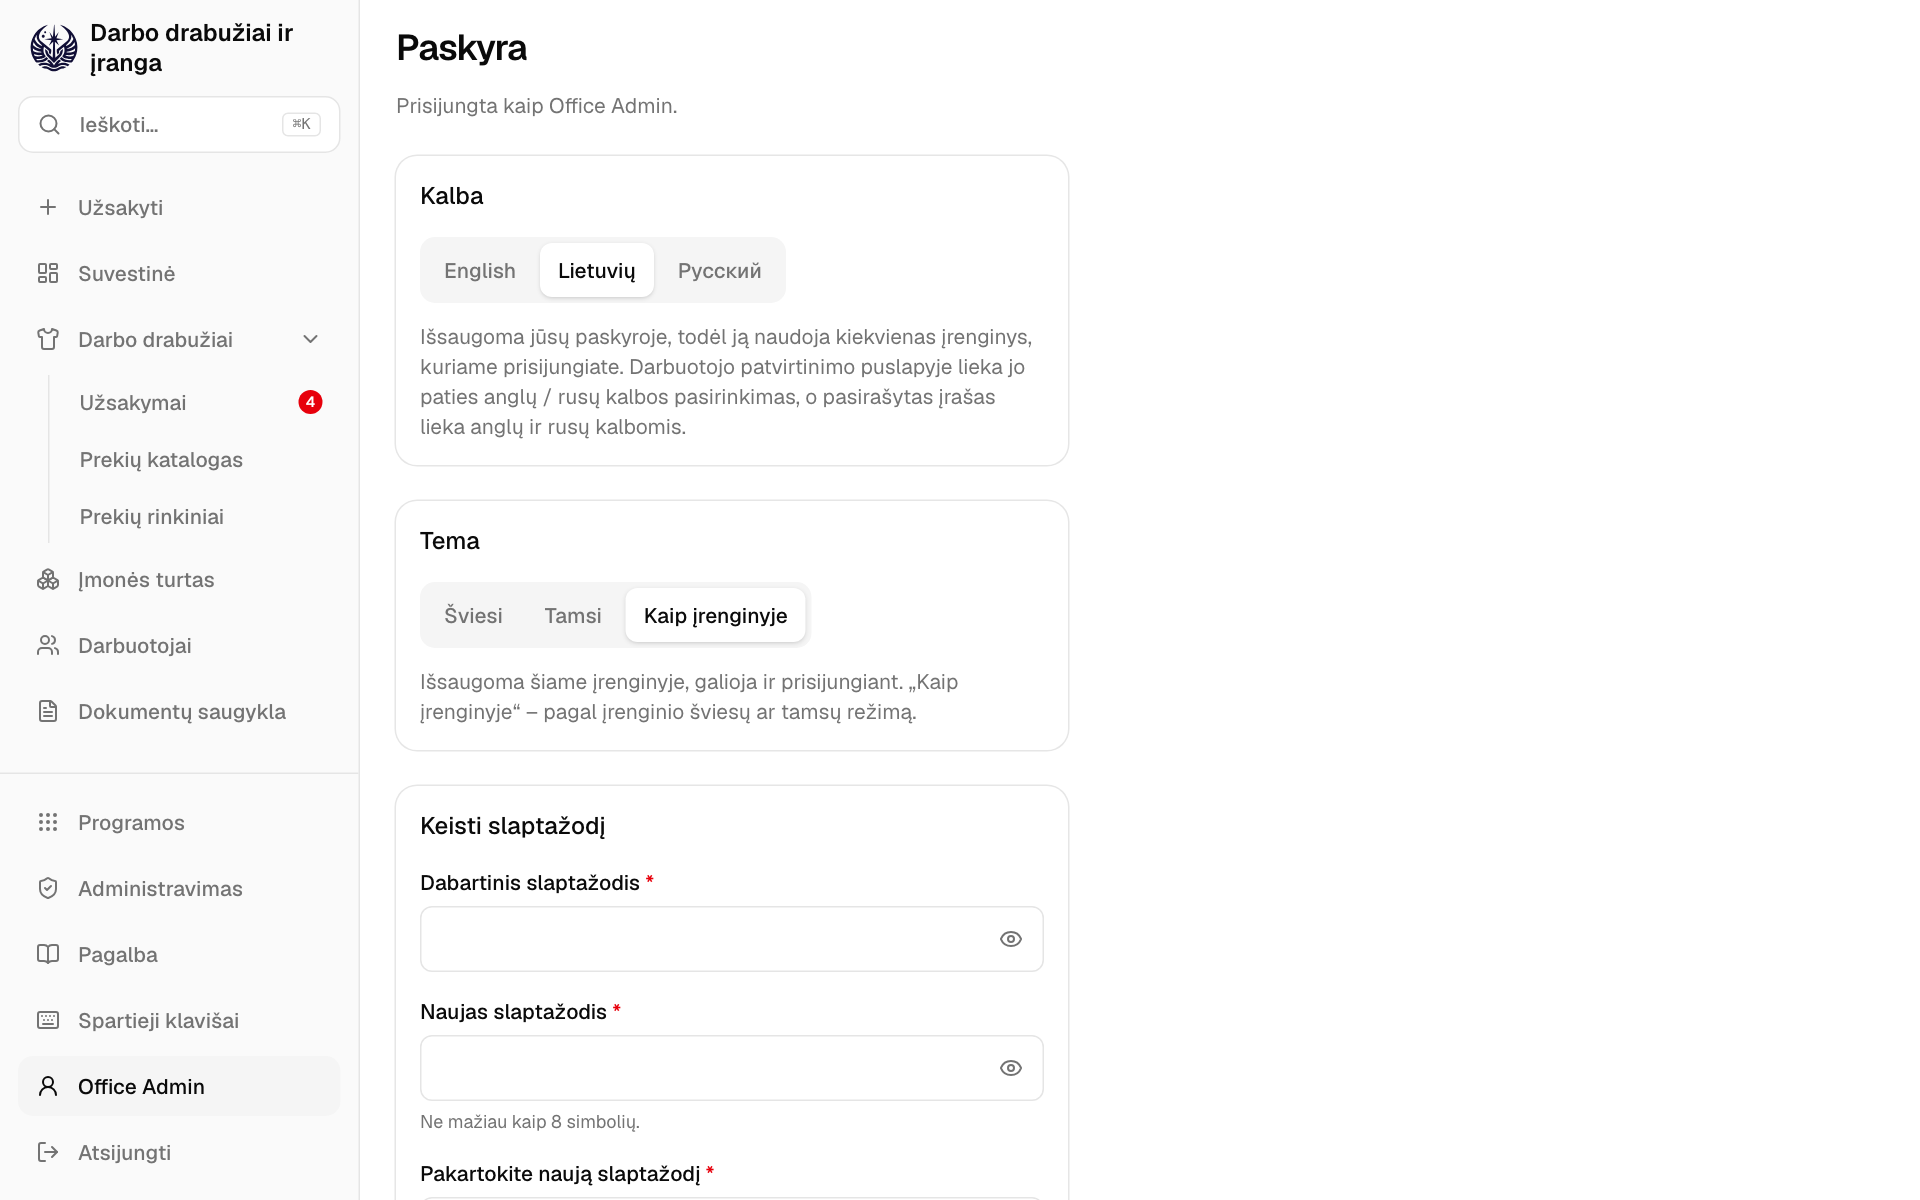 Darbo drabužiai ir
įranga
Ieškoti...
⌘K
Užsakyti
Suvestinė
Darbo drabužiai
Užsakymai
4
Prekių katalogas
Prekių rinkiniai
Įmonės turtas
Darbuotojai
Dokumentų saugykla
Programos
Administravimas
Pagalba
Spartieji klavišai
Office Admin
Atsijungti
Paskyra
Prisijungta kaip Office Admin.
Kalba
English
Lietuvių
Русский
Išsaugoma jūsų paskyroje, todėl ją naudoja kiekvienas įrenginys,
kuriame prisijungiate. Darbuotojo patvirtinimo puslapyje lieka jo
paties anglų / rusų kalbos pasirinkimas, o pasirašytas įrašas
lieka anglų ir rusų kalbomis.
Tema
Šviesi
Tamsi
Kaip įrenginyje
Išsaugoma šiame įrenginyje, galioja ir prisijungiant. „Kaip
įrenginyje“ – pagal įrenginio šviesų ar tamsų režimą.
Keisti slaptažodį
Dabartinis slaptažodis *
Naujas slaptažodis *
Ne mažiau kaip 8 simbolių.
Pakartokite naują slaptažodį *